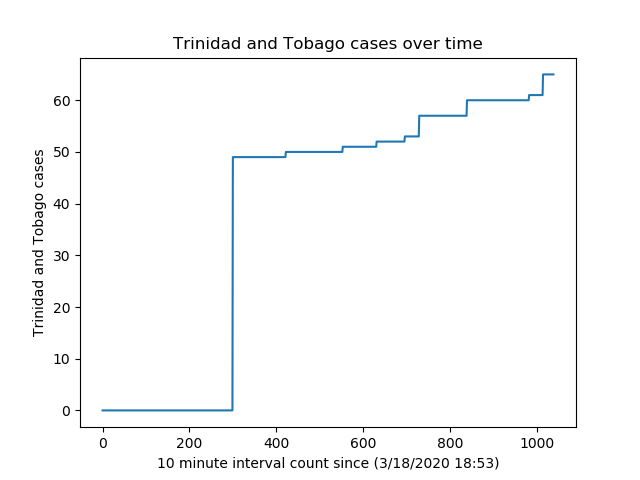 Trinidad and Tobago cases over time
Trinidad and Tobago cases
60
50
40
30
20
10
0
0 200 400 600 800 1000
10 minute interval count since (3/18/2020 18:53)